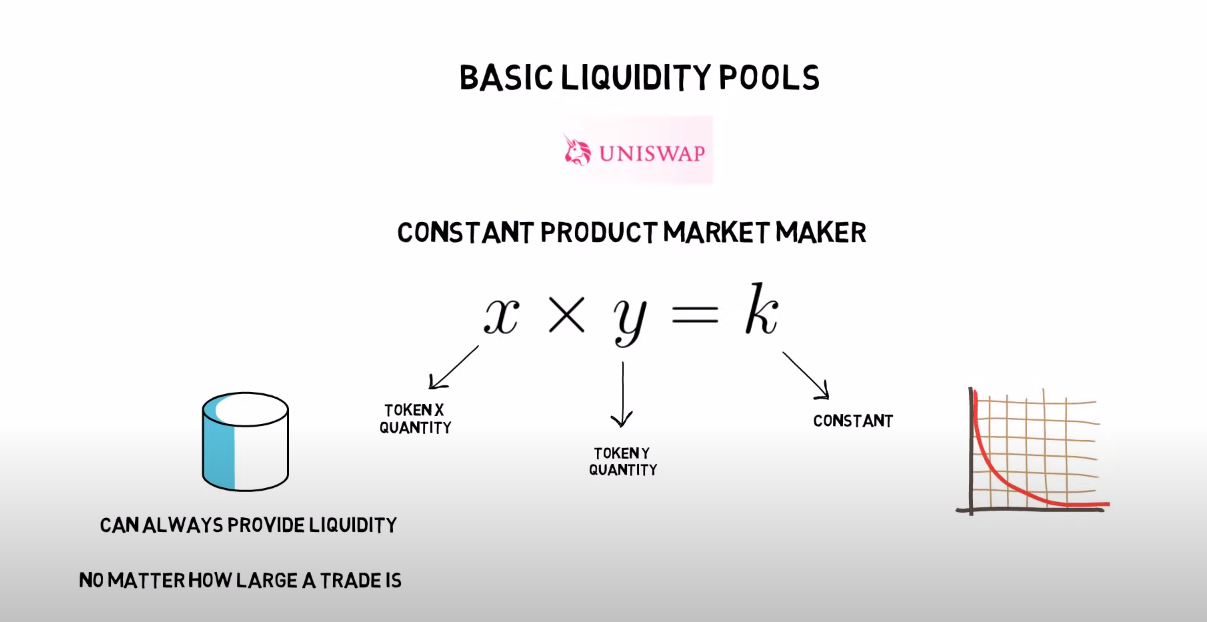 BASIC LIQUIDITY POOLS
UNISWAP
CONSTANT PRODUCT MARKET MAKER
x × y = k
TOKEN X
QUANTITY
TOKEN Y
QUANTITY
CONSTANT
CAN ALWAYS PROVIDE LIQUIDITY
NO MATTER HOW LARGE A TRADE IS